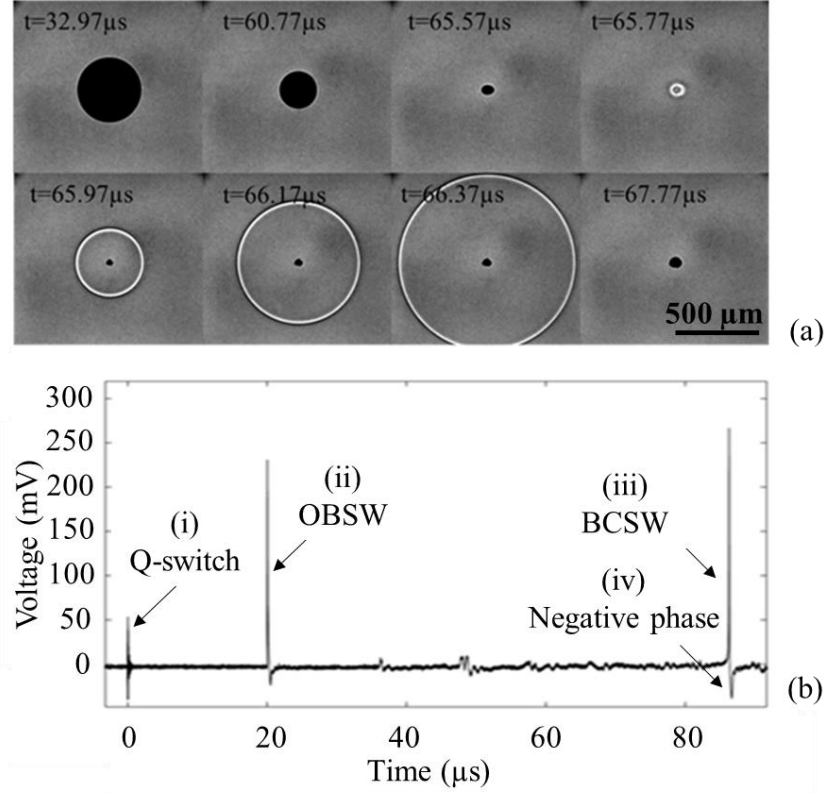 t=32.97µs
t=60.77µs
t=65.57µs
t=65.77µs
t=65.97µs
t=66.17µs
t=66.37µs
t=67.77µs
500 µm
(a)
300
250
200
150
100
50
0
Voltage (mV)
(i)
Q-switch
(ii)
OBSW
(iii)
BCSW
(iv)
Negative phase
(b)
0
20
40
60
80
Time (µs)